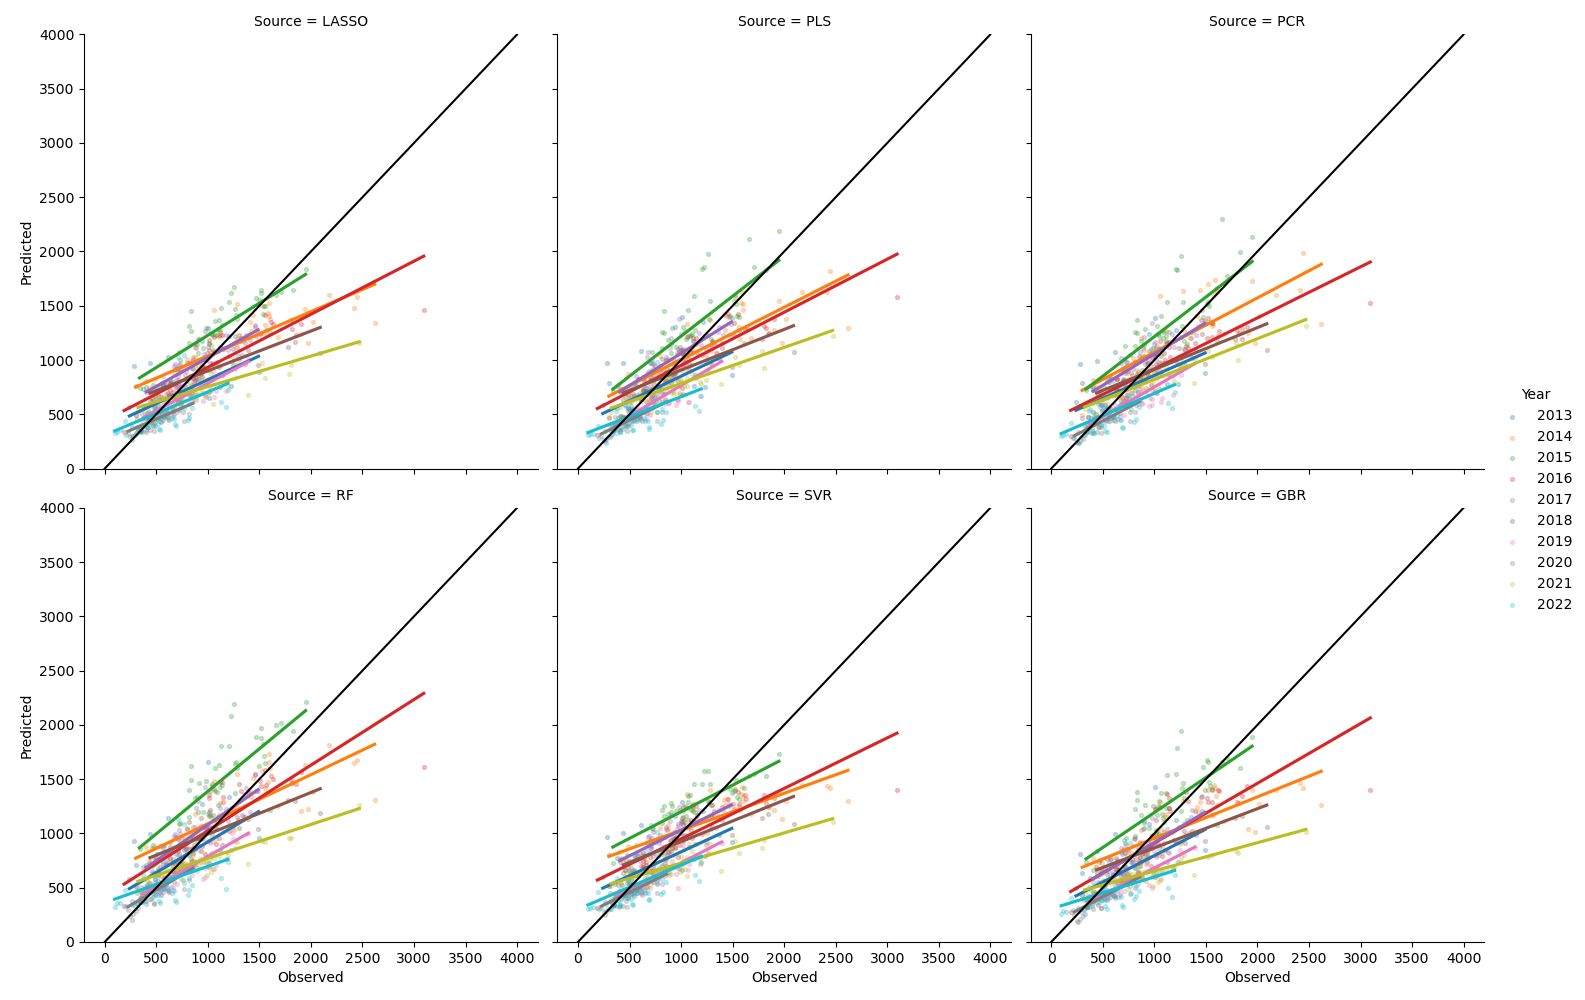 Source = LASSO
Source = PLS
Source = PCR
4000
3500
3000
2500
2000
1500
1000
500
0
Predicted
Year
2013
2014
2015
2016
2017
2018
2019
2020
2021
2022
Source = RF
Source = SVR
Source = GBR
4000
3500
3000
2500
2000
1500
1000
500
0
Predicted
0 500 1000 1500 2000 2500 3000 3500 4000
0 500 1000 1500 2000 2500 3000 3500 4000
0 500 1000 1500 2000 2500 3000 3500 4000
Observed
Observed
Observed